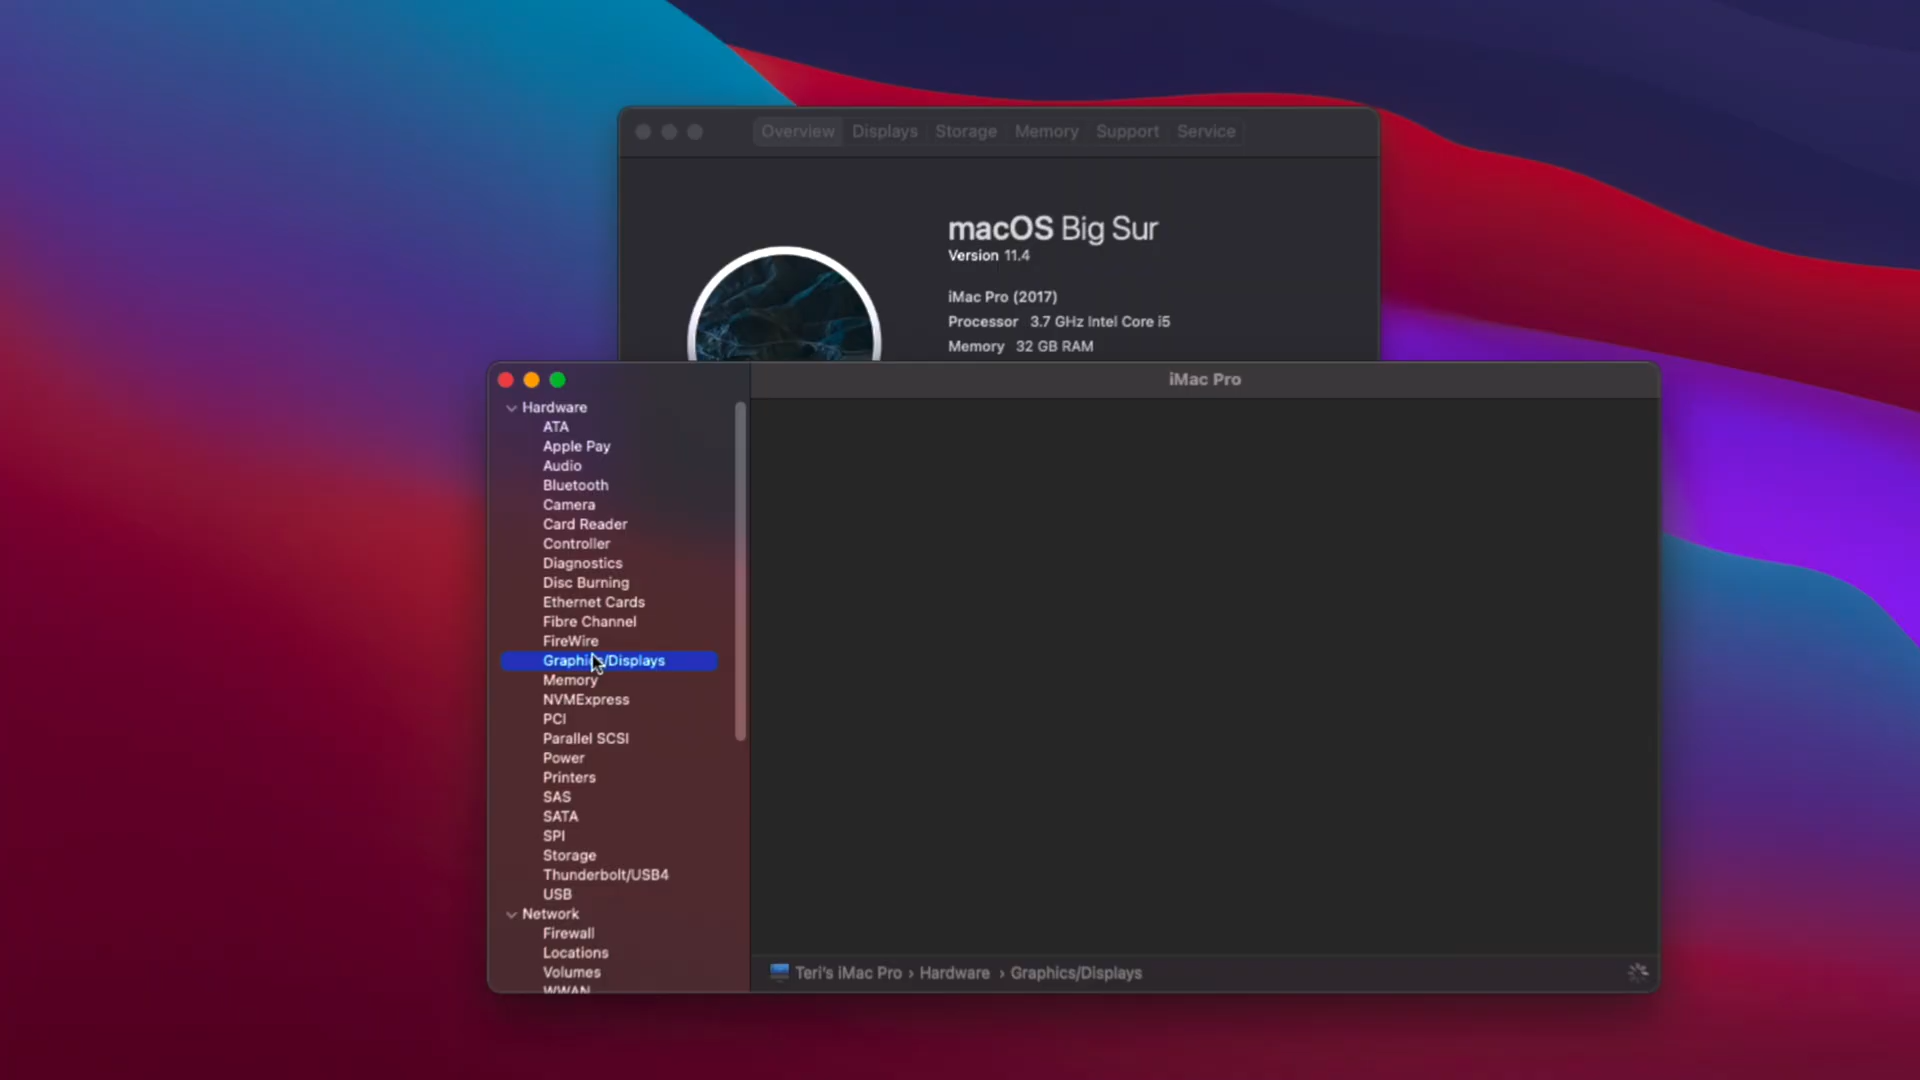 Overview Displays Storage Memory Support Service
macOS Big Sur
Version 11.4
iMac Pro (2017)
Processor 3.7 GHz Intel Core i5
Memory 32 GB RAM
iMac Pro
Hardware
ATA
Apple Pay
Audio
Bluetooth
Camera
Card Reader
Controller
Diagnostics
Disc Burning
Ethernet Cards
Fibre Channel
FireWire
Graphics/Displays
Memory
NVMExpress
PCI
Parallel SCSI
Power
Printers
SAS
SATA
SPI
Storage
Thunderbolt/USB4
USB
Network
Firewall
Locations
Volumes
WWAN
Teri's iMac Pro › Hardware › Graphics/Displays